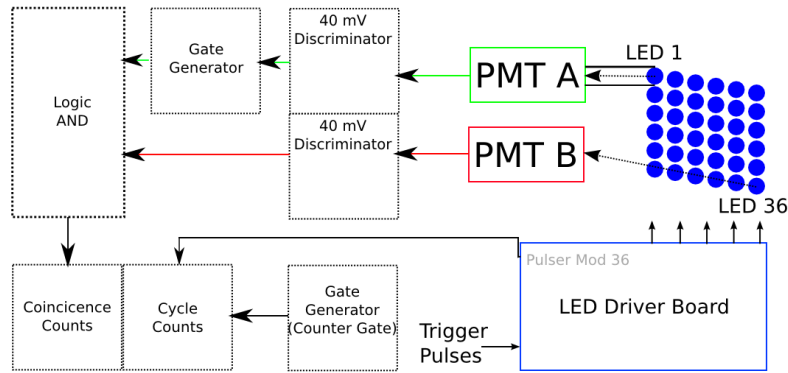 40 mV
Discriminator
Gate
Generator
LED 1
PMT A
Logic
AND
40 mV
Discriminator
PMT B
LED 36
Pulser Mod 36
Coincicence
Counts
Cycle
Counts
Gate
Generator
(Counter Gate)
LED Driver Board
Trigger
Pulses